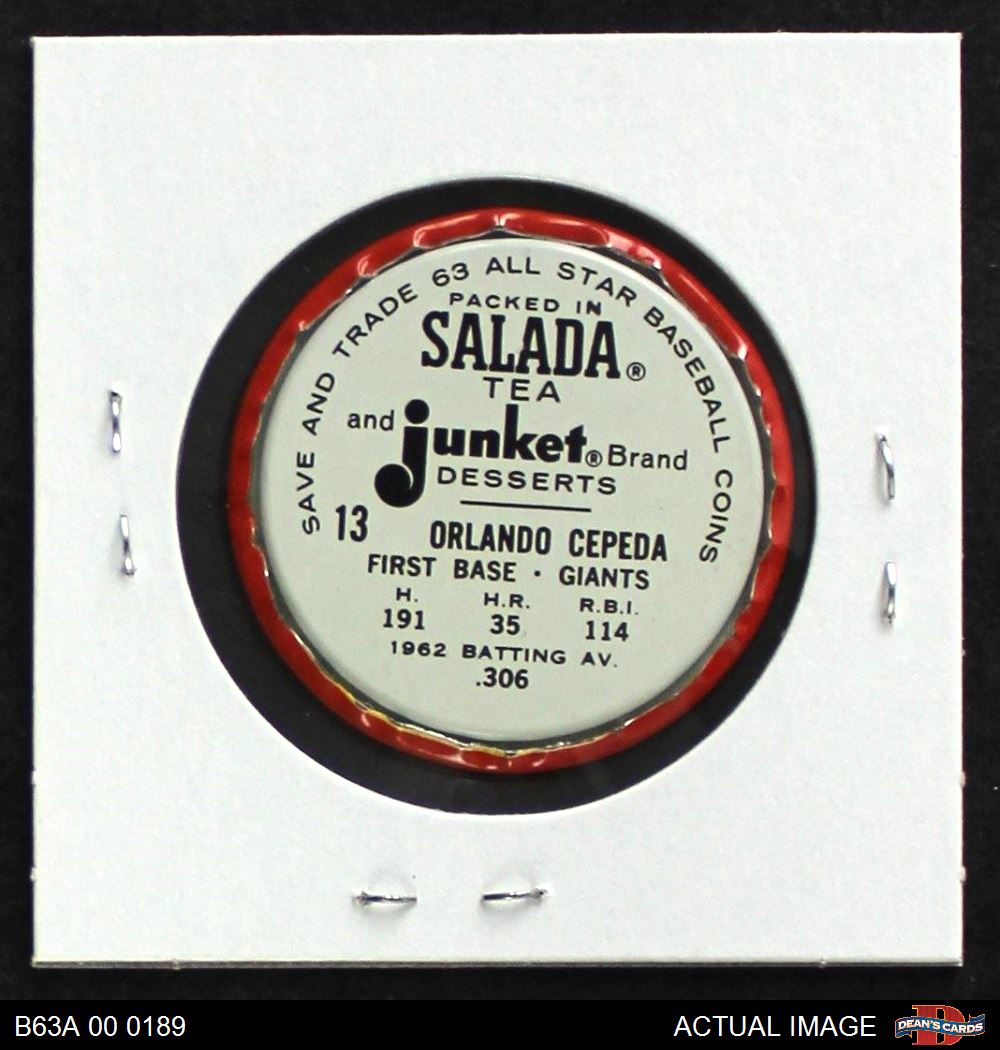 SAVE AND TRADE 63 ALL STAR BASEBALL COINS
PACKED IN
SALADA®
TEA
and junket® Brand
DESSERTS
13 ORLANDO CEPEDA
FIRST BASE · GIANTS
H. H.R. R.B.I.
191 35 114
1962 BATTING AV.
.306
B63A 00 0189 ACTUAL IMAGE
D
DEAN'S CARDS